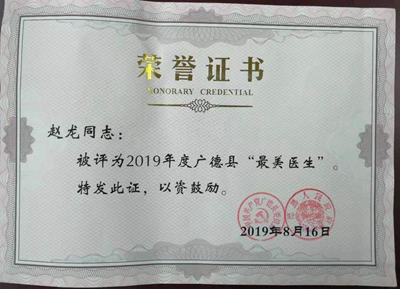 荣誉证书
HONORARY CREDENTIAL
赵龙同志：
被评为2019年度广德县“最美医生”。
特发此证，以资鼓励。
2019年8月16日